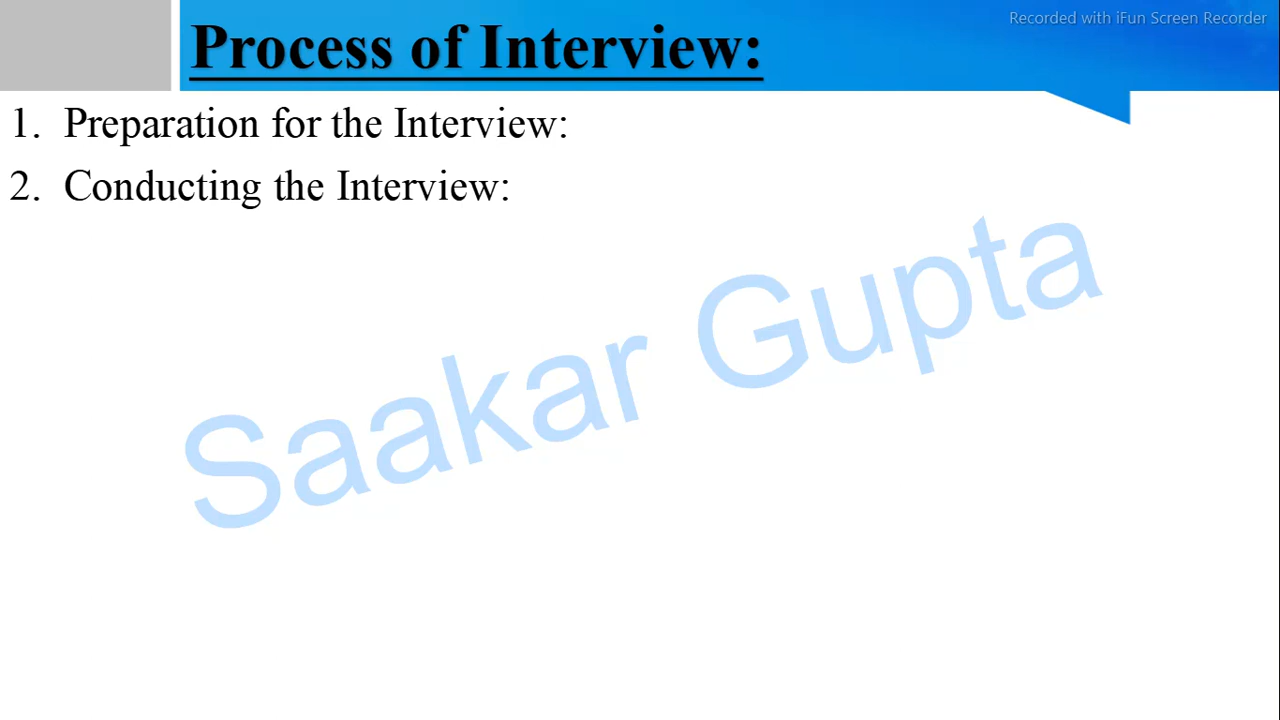 Recorded with iFun Screen Recorder
Process of Interview:
1. Preparation for the Interview:
2. Conducting the Interview:
Saakar Gupta